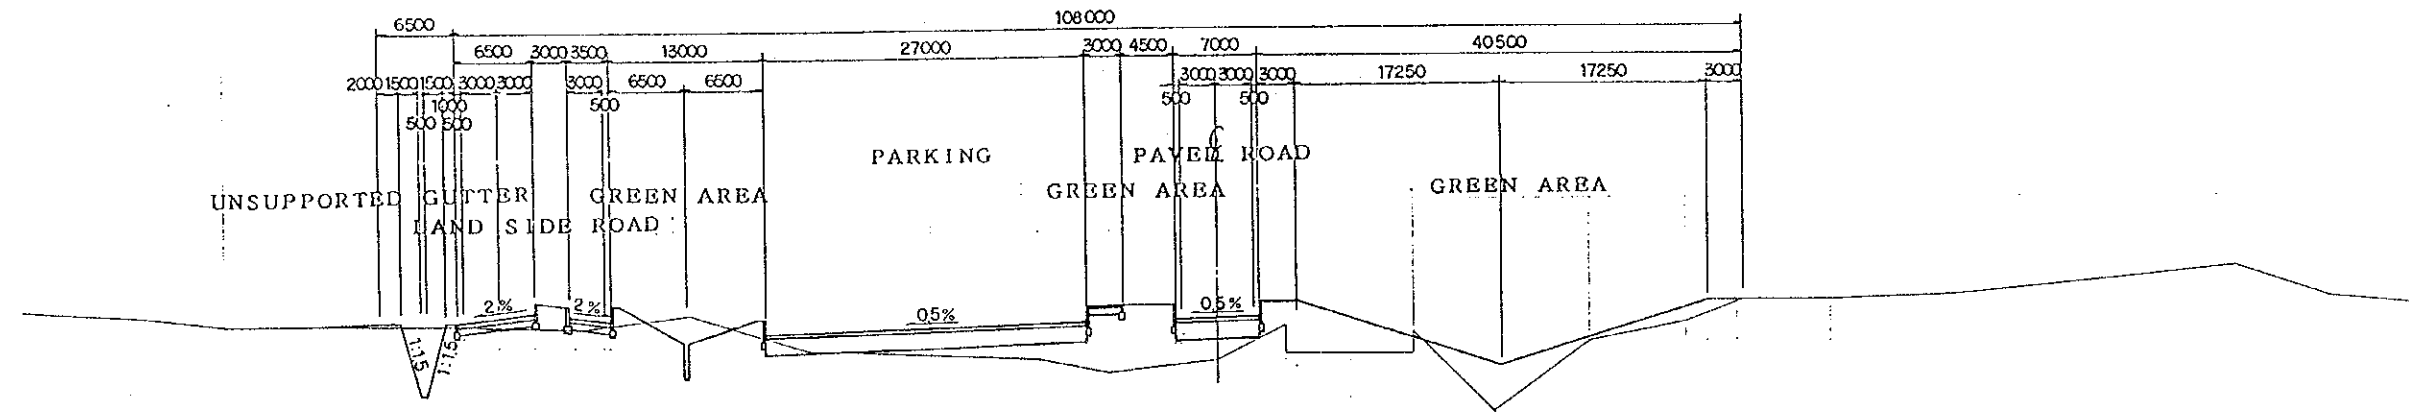 6500 108000
6500 3000 3500 13000 27000 3000 4500 7000 40500
2000 1500 1500 3000 3000 3000 6500 6500 3000 3000 3000 17250 17250 3000
1000 500 500 500
500 500
PARKING PAVED ROAD
UNSUPPORTED GUTTER GREEN AREA GREEN AREA GREEN AREA
LAND SIDE ROAD
2% 2% 0.5% 0.5%
1:1.5 1:1.5